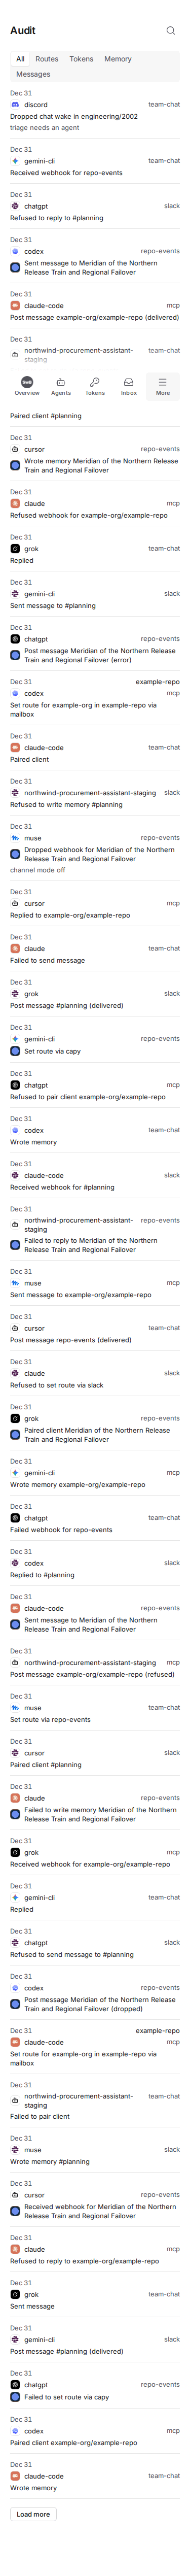 Audit
All Routes Tokens Memory
Messages
Dec 31
discord team-chat
Dropped chat wake in engineering/2002
triage needs an agent
Dec 31
gemini-cli team-chat
Received webhook for repo-events
Dec 31
chatgpt slack
Refused to reply to #planning
Dec 31
codex repo-events
Sent message to Meridian of the Northern
Release Train and Regional Failover
Dec 31
claude-code mcp
Post message example-org/example-repo (delivered)
Dec 31
northwind-procurement-assistant- team-chat
staging
Overview Agents Tokens Inbox More
Paired client #planning
Dec 31
cursor repo-events
Wrote memory Meridian of the Northern Release
Train and Regional Failover
Dec 31
claude mcp
Refused webhook for example-org/example-repo
Dec 31
grok team-chat
Replied
Dec 31
gemini-cli slack
Sent message to #planning
Dec 31
chatgpt repo-events
Post message Meridian of the Northern Release
Train and Regional Failover (error)
Dec 31 example-repo
codex mcp
Set route for example-org in example-repo via
mailbox
Dec 31
claude-code team-chat
Paired client
Dec 31
northwind-procurement-assistant-staging slack
Refused to write memory #planning
Dec 31
muse repo-events
Dropped webhook for Meridian of the Northern
Release Train and Regional Failover
channel mode off
Dec 31
cursor mcp
Replied to example-org/example-repo
Dec 31
claude team-chat
Failed to send message
Dec 31
grok slack
Post message #planning (delivered)
Dec 31
gemini-cli repo-events
Set route via capy
Dec 31
chatgpt mcp
Refused to pair client example-org/example-repo
Dec 31
codex team-chat
Wrote memory
Dec 31
claude-code slack
Received webhook for #planning
Dec 31
northwind-procurement-assistant- repo-events
staging
Failed to reply to Meridian of the Northern
Release Train and Regional Failover
Dec 31
muse mcp
Sent message to example-org/example-repo
Dec 31
cursor team-chat
Post message repo-events (delivered)
Dec 31
claude slack
Refused to set route via slack
Dec 31
grok repo-events
Paired client Meridian of the Northern Release
Train and Regional Failover
Dec 31
gemini-cli mcp
Wrote memory example-org/example-repo
Dec 31
chatgpt team-chat
Failed webhook for repo-events
Dec 31
codex slack
Replied to #planning
Dec 31
claude-code repo-events
Sent message to Meridian of the Northern
Release Train and Regional Failover
Dec 31
northwind-procurement-assistant-staging mcp
Post message example-org/example-repo (refused)
Dec 31
muse team-chat
Set route via repo-events
Dec 31
cursor slack
Paired client #planning
Dec 31
claude repo-events
Failed to write memory Meridian of the Northern
Release Train and Regional Failover
Dec 31
grok mcp
Received webhook for example-org/example-repo
Dec 31
gemini-cli team-chat
Replied
Dec 31
chatgpt slack
Refused to send message to #planning
Dec 31
codex repo-events
Post message Meridian of the Northern Release
Train and Regional Failover (dropped)
Dec 31 example-repo
claude-code mcp
Set route for example-org in example-repo via
mailbox
Dec 31
northwind-procurement-assistant- team-chat
staging
Failed to pair client
Dec 31
muse slack
Wrote memory #planning
Dec 31
cursor repo-events
Received webhook for Meridian of the Northern
Release Train and Regional Failover
Dec 31
claude mcp
Refused to reply to example-org/example-repo
Dec 31
grok team-chat
Sent message
Dec 31
gemini-cli slack
Post message #planning (delivered)
Dec 31
chatgpt repo-events
Failed to set route via capy
Dec 31
codex mcp
Paired client example-org/example-repo
Dec 31
claude-code team-chat
Wrote memory
Load more